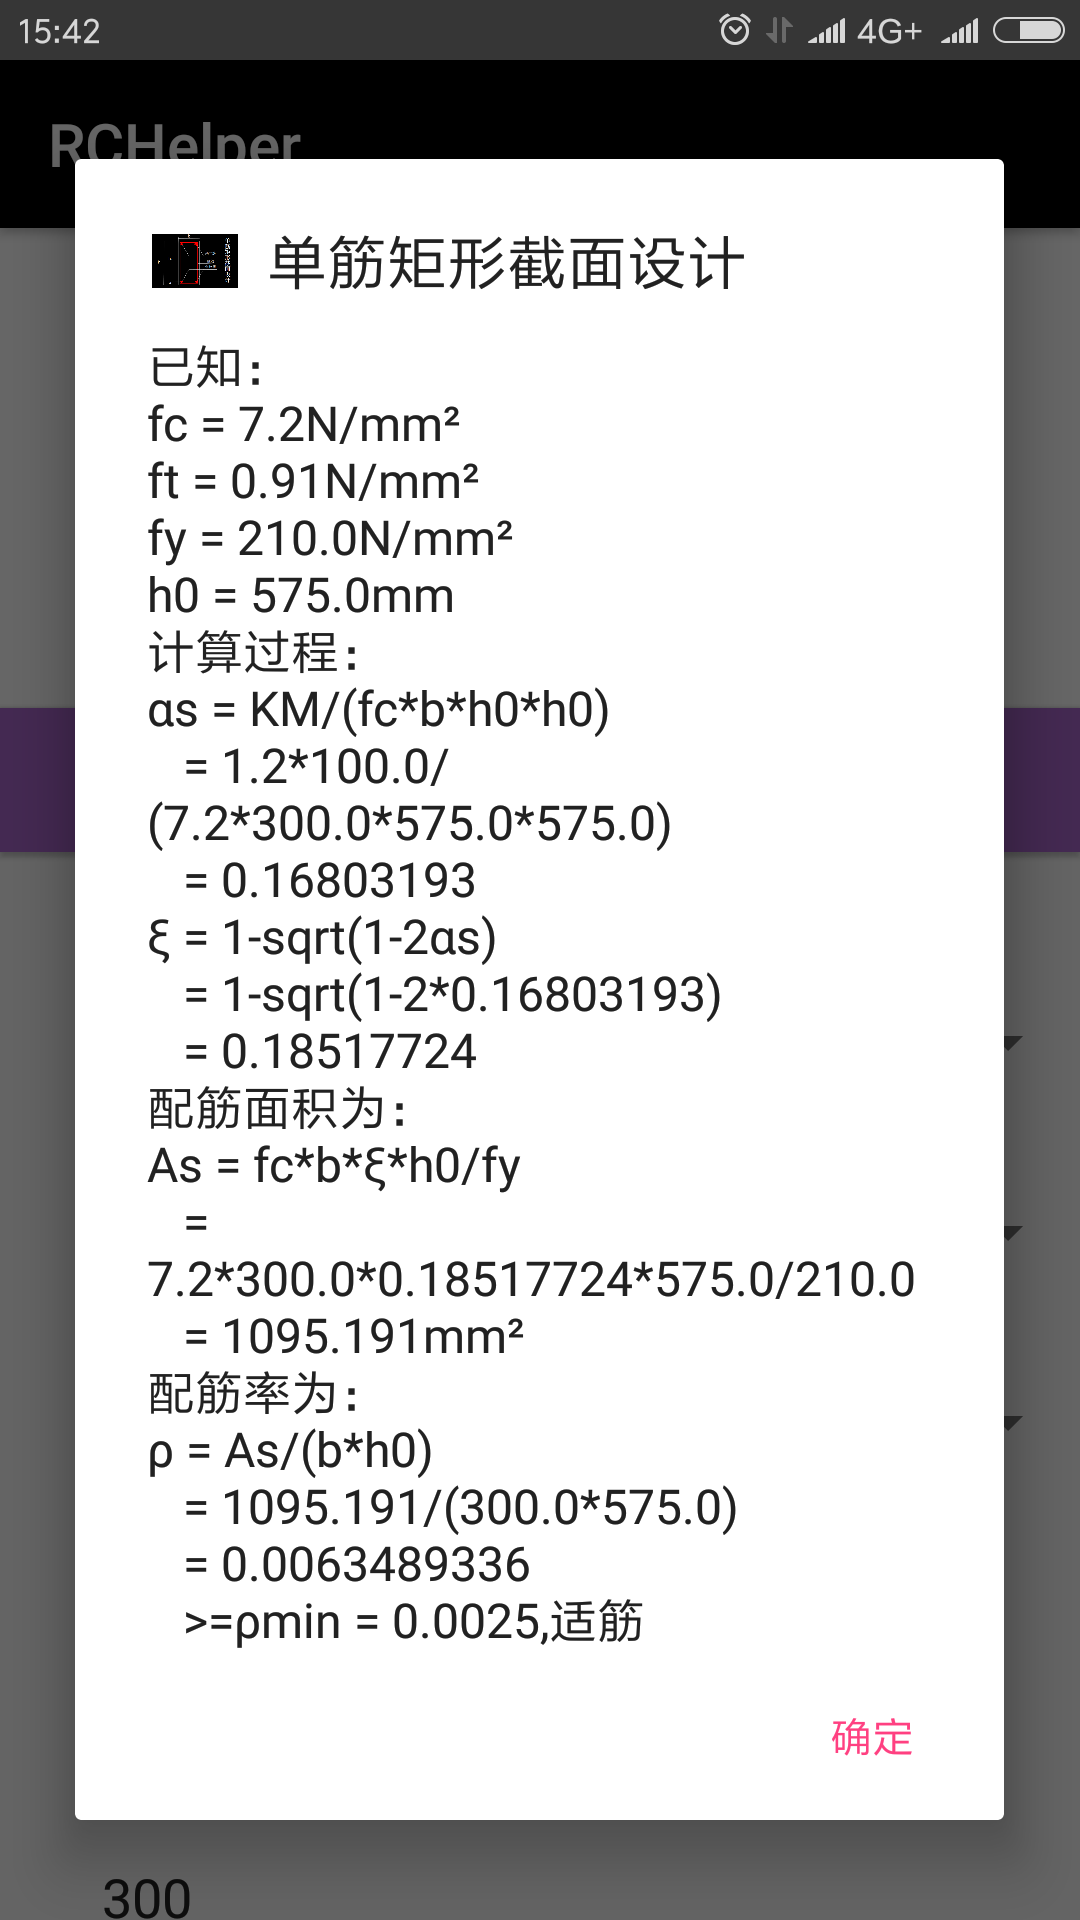 15:42
4G+
RCHelper
单筋矩形截面设计
已知：
fc = 7.2N/mm²
ft = 0.91N/mm²
fy = 210.0N/mm²
h0 = 575.0mm
计算过程：
αs = KM/(fc*b*h0*h0)
= 1.2*100.0/
(7.2*300.0*575.0*575.0)
= 0.16803193
ξ = 1-sqrt(1-2αs)
= 1-sqrt(1-2*0.16803193)
= 0.18517724
配筋面积为：
As = fc*b*ξ*h0/fy
=
7.2*300.0*0.18517724*575.0/210.0
= 1095.191mm²
配筋率为：
ρ = As/(b*h0)
= 1095.191/(300.0*575.0)
= 0.0063489336
>=ρmin = 0.0025,适筋
确定
300